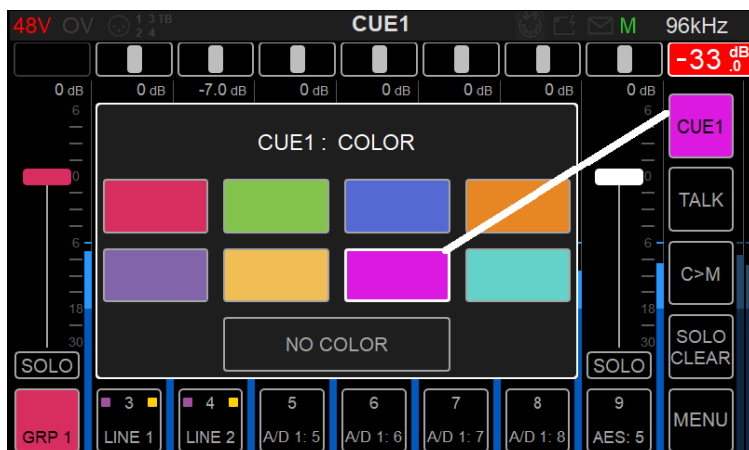 48V OV 1 3 TB CUE1 M 96kHz
2 4
-33 dB
.0
0 dB 0 dB -7.0 dB 0 dB 0 dB 0 dB 0 dB 0 dB
6 6
CUE1 : COLOR CUE1
0 0
TALK
6 6
C>M
18 18
NO COLOR
30 30
SOLO SOLO SOLO
CLEAR
3 4 5 6 7 8 9
MENU
GRP 1 LINE 1 LINE 2 A/D 1: 5 A/D 1: 6 A/D 1: 7 A/D 1: 8 AES: 5